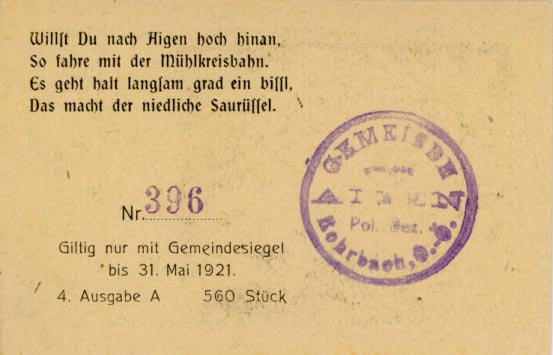 Willst Du nach Aigen hoch hinan,
So fahre mit der Mühlkreisbahn.
Es geht halt langsam grad ein bissl,
Das macht der niedliche Saurüssel.
GEMEINDE
Pol. Bez.
Rohrbach, O.-Ö.
Nr. 396
Giltig nur mit Gemeindesiegel
bis 31. Mai 1921.
4. Ausgabe A 560 Stück